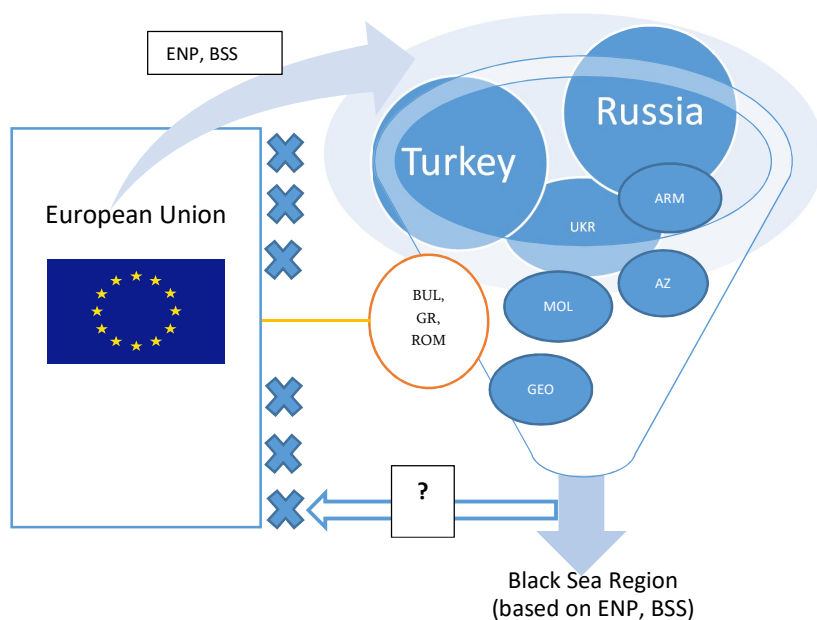 ENP, BSS
European Union
Turkey
Russia
UKR
ARM
AZ
MOL
GEO
BUL,
GR,
ROM
?
Black Sea Region
(based on ENP, BSS)